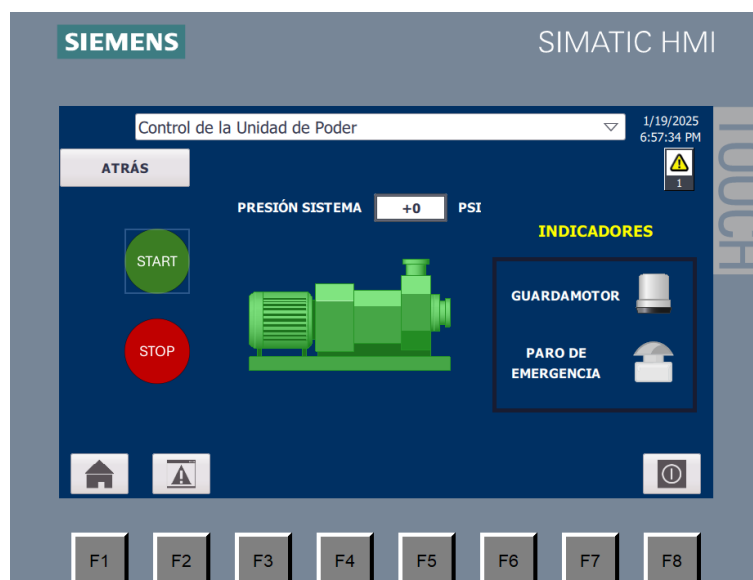 SIEMENS
SIMATIC HMI
TOUCH
Control de la Unidad de Poder
1/19/2025
6:57:34 PM
ATRÁS
1
PRESIÓN SISTEMA +0 PSI
INDICADORES
START
GUARDAMOTOR
STOP
PARO DE
EMERGENCIA
F1 F2 F3 F4 F5 F6 F7 F8